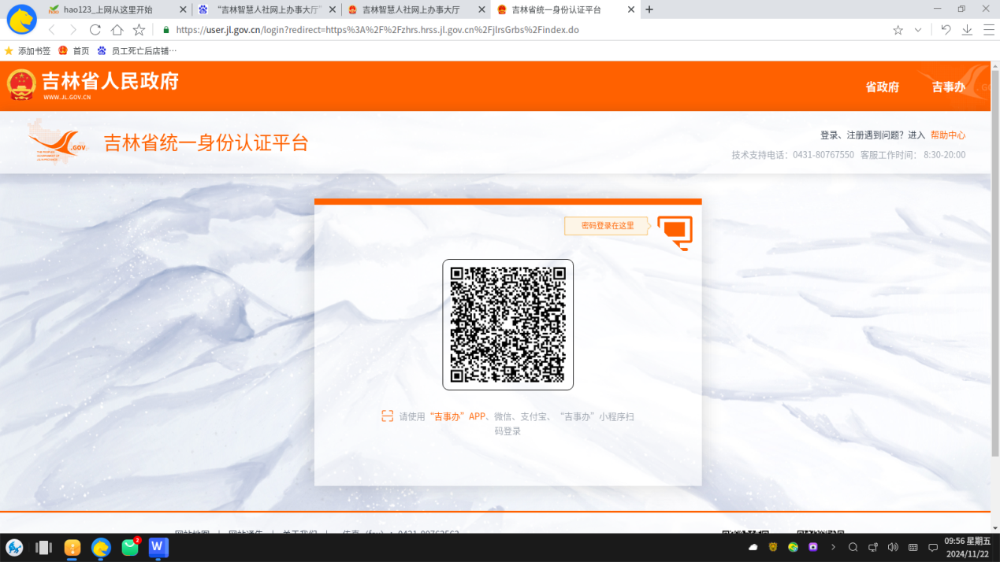 hao123_上网从这里开始
“吉林智慧人社网上办事大厅”
吉林智慧人社网上办事大厅
吉林省统一身份认证平台
https://user.jl.gov.cn/login?redirect=https%3A%2F%2Fzhrs.hrss.jl.gov.cn%2FjlrsGrbs%2Findex.do
添加书签
首页
员工死亡后店铺…
吉林省人民政府
WWW.JL.GOV.CN
省政府
吉事办
.GOV
吉林省统一身份认证平台
登录、注册遇到问题？进入 帮助中心
技术支持电话：0431-80767550 客服工作时间： 8:30-20:00
密码登录在这里
请使用“吉事办”APP、微信、支付宝、“吉事办”小程序扫
码登录
2
W
09:56 星期五
2024/11/22